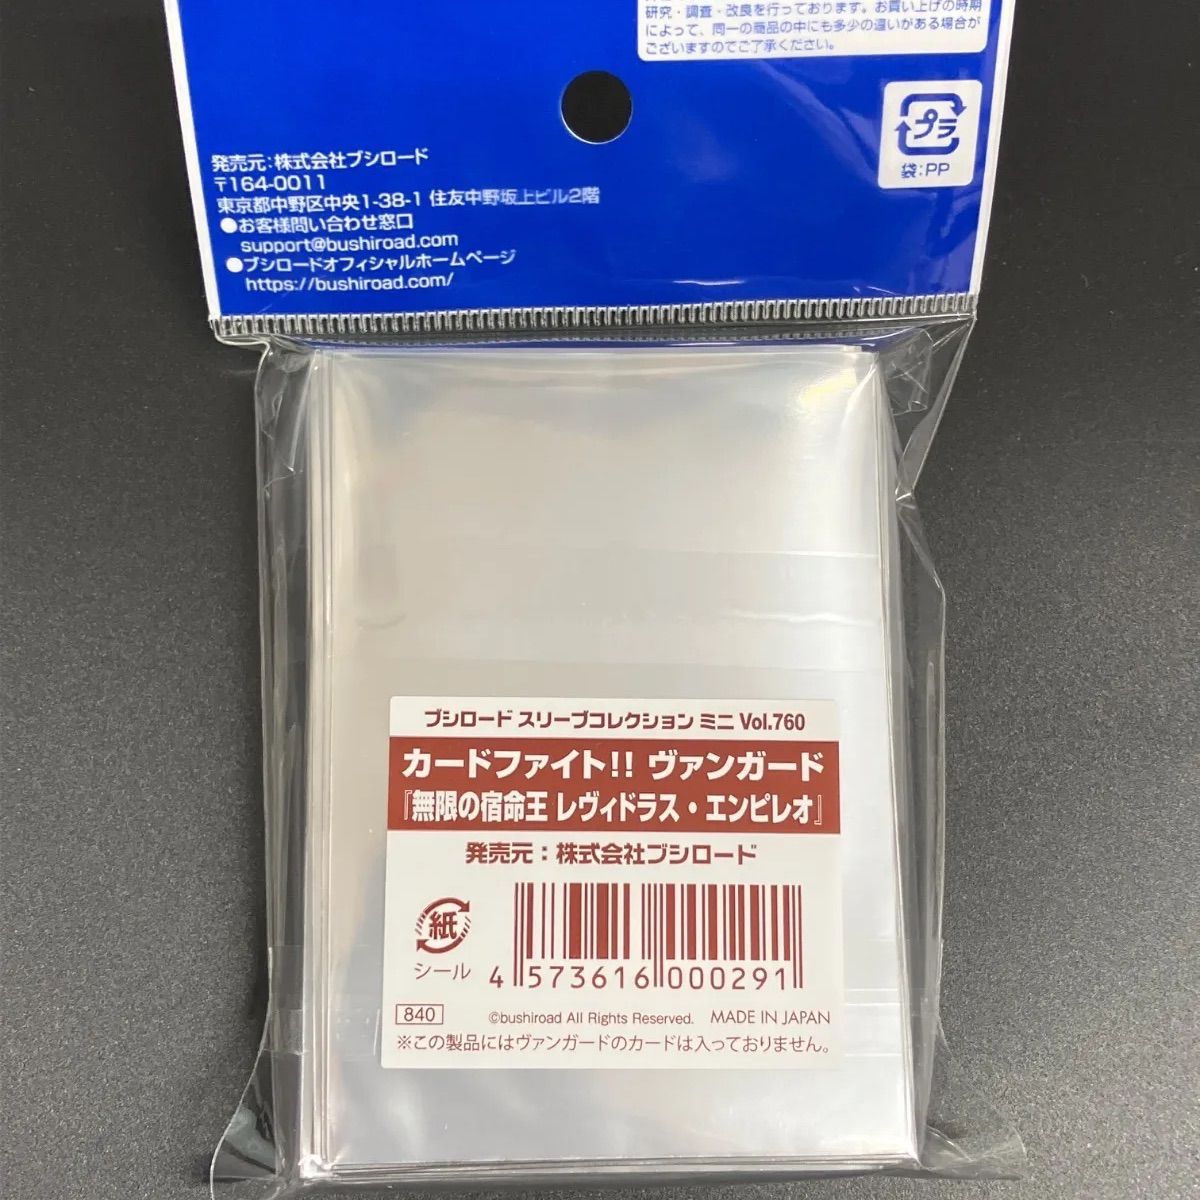 研究・調査・改良を行っております。お買い上げの時期
によって、同一の商品の中にも多少の違いがある場合が
ございますのでご了承ください。
プラ
袋:PP
発売元:株式会社ブシロード
〒164-0011
東京都中野区中央1-38-1 住友中野坂上ビル2階
●お客様問い合わせ窓口
support@bushiroad.com
●ブシロードオフィシャルホームページ
https://bushiroad.com/
ブシロード スリーブコレクション ミニ Vol.760
カードファイト!! ヴァンガード
『無限の宿命王 レヴィドラス・エンピレオ』
発売元：株式会社ブシロード
紙
シール
4 573616 000291
840
©bushiroad All Rights Reserved. MADE IN JAPAN
※この製品にはヴァンガードのカードは入っておりません。